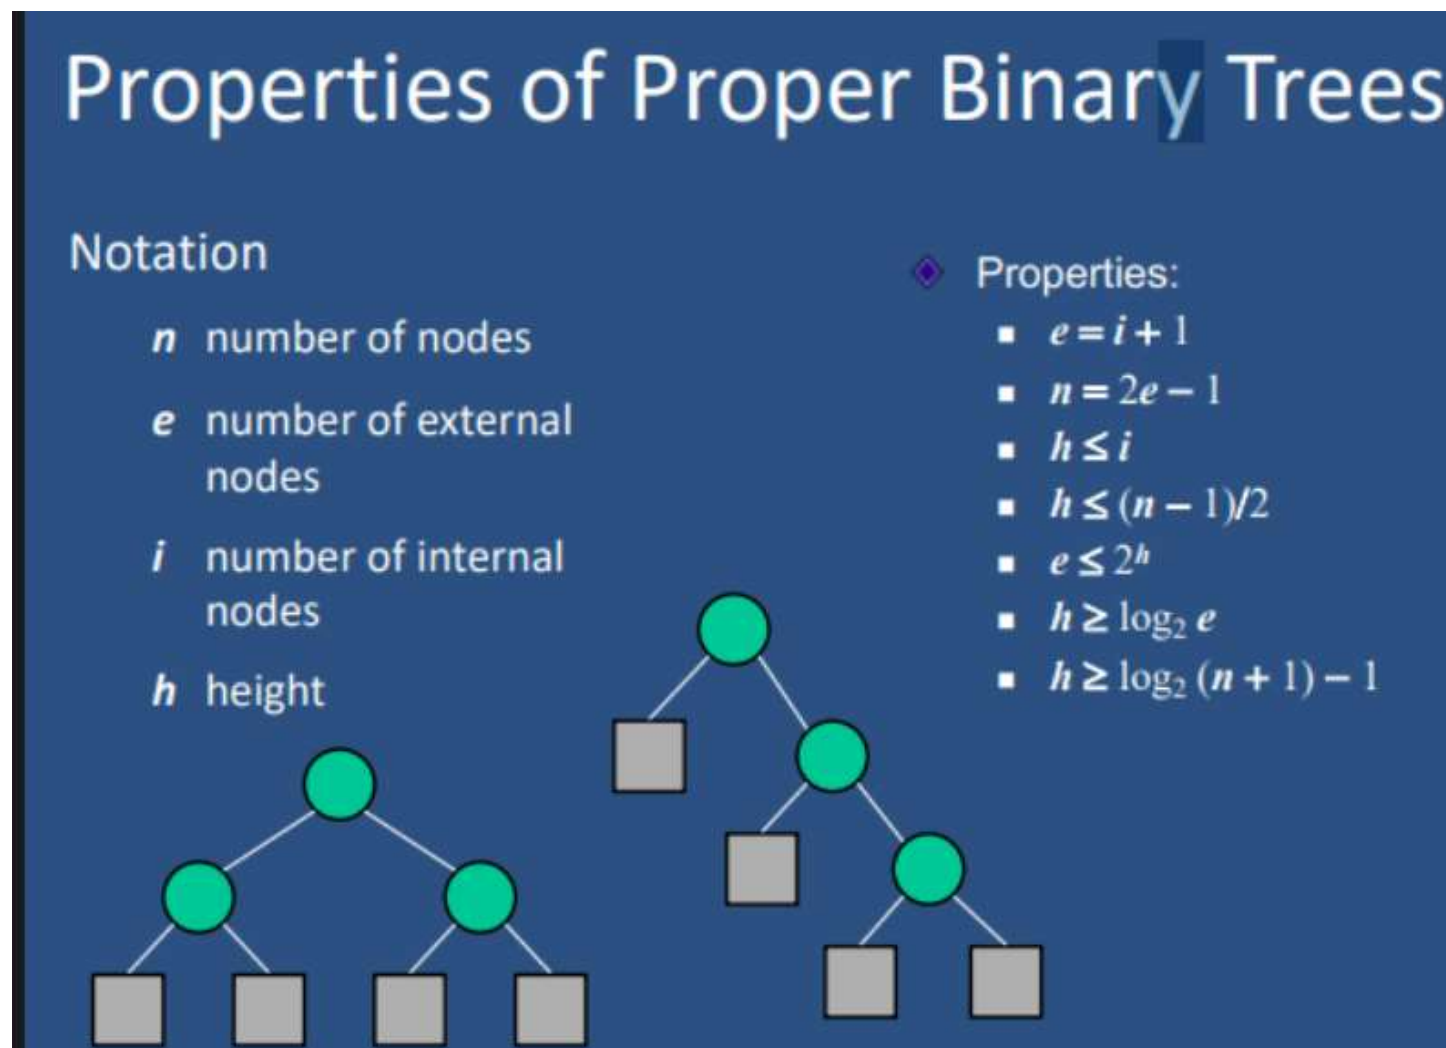 Properties of Proper Binary Trees
Notation
n number of nodes
e number of external
nodes
i number of internal
nodes
h height
Properties:
e = i + 1
n = 2e − 1
h ≤ i
h ≤ (n − 1)/2
e ≤ 2ʰ
h ≥ log₂ e
h ≥ log₂ (n + 1) − 1